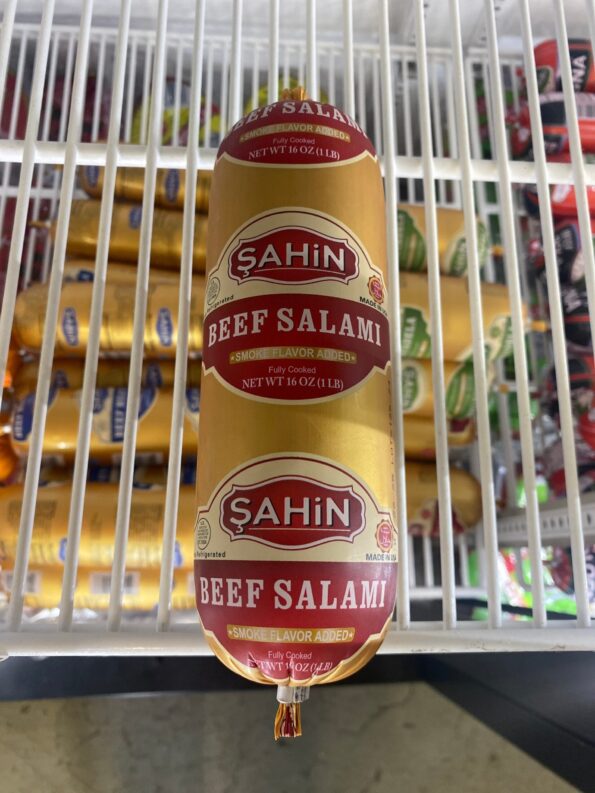 BEEF SALAMI
SMOKE FLAVOR ADDED
Fully Cooked
NET WT 16 OZ (1 LB)
ŞAHiN
MADE IN
BEEF SALAMI
SMOKE FLAVOR ADDED
Fully Cooked
NET WT 16 OZ (1 LB)
ŞAHiN
Refrigerated
MADE IN USA
BEEF SALAMI
SMOKE FLAVOR ADDED
Fully Cooked